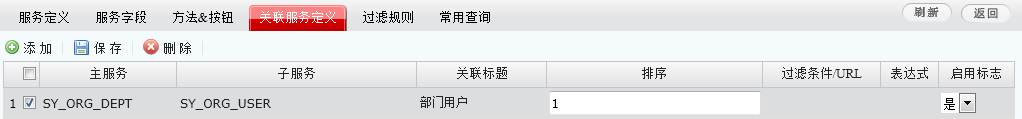 服务定义 服务字段 方法&按钮 关联服务定义 过滤规则 常用查询 刷新 返回
添加 保存 删除
主服务 子服务 关联标题 排序 过滤条件/URL 表达式 启用标志
1 SY_ORG_DEPT SY_ORG_USER 部门用户 1 是